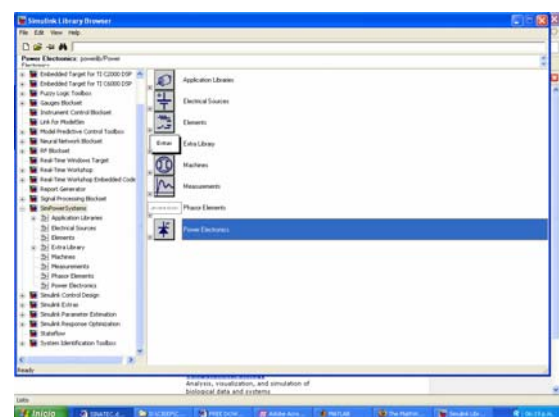 Simulink Library Browser
File Edit View Help
Power Electronics: powerlib/Power
Electronics
Embedded Target for TI C2000 DSP
Embedded Target for TI C6000 DSP
Fuzzy Logic Toolbox
Gauges Blockset
Instrument Control Blockset
Link for ModelSim
Model Predictive Control Toolbox
Neural Network Blockset
RF Blockset
Real-Time Windows Target
Real-Time Workshop
Real-Time Workshop Embedded Code
Report Generator
Signal Processing Blockset
SimPowerSystems
Application Libraries
Electrical Sources
Elements
Extra Library
Machines
Measurements
Phasor Elements
Power Electronics
Simulink Control Design
Simulink Extras
Simulink Parameter Estimation
Simulink Response Optimization
Stateflow
System Identification Toolbox
Application Libraries
Electrical Sources
Elements
Extras
Extra Library
Machines
Measurements
Phasor Elements
Power Electronics
Ready
Analysis, visualization, and simulation of
biological data and systems
Listo
Inicio
MATLAB
Simulink Lib